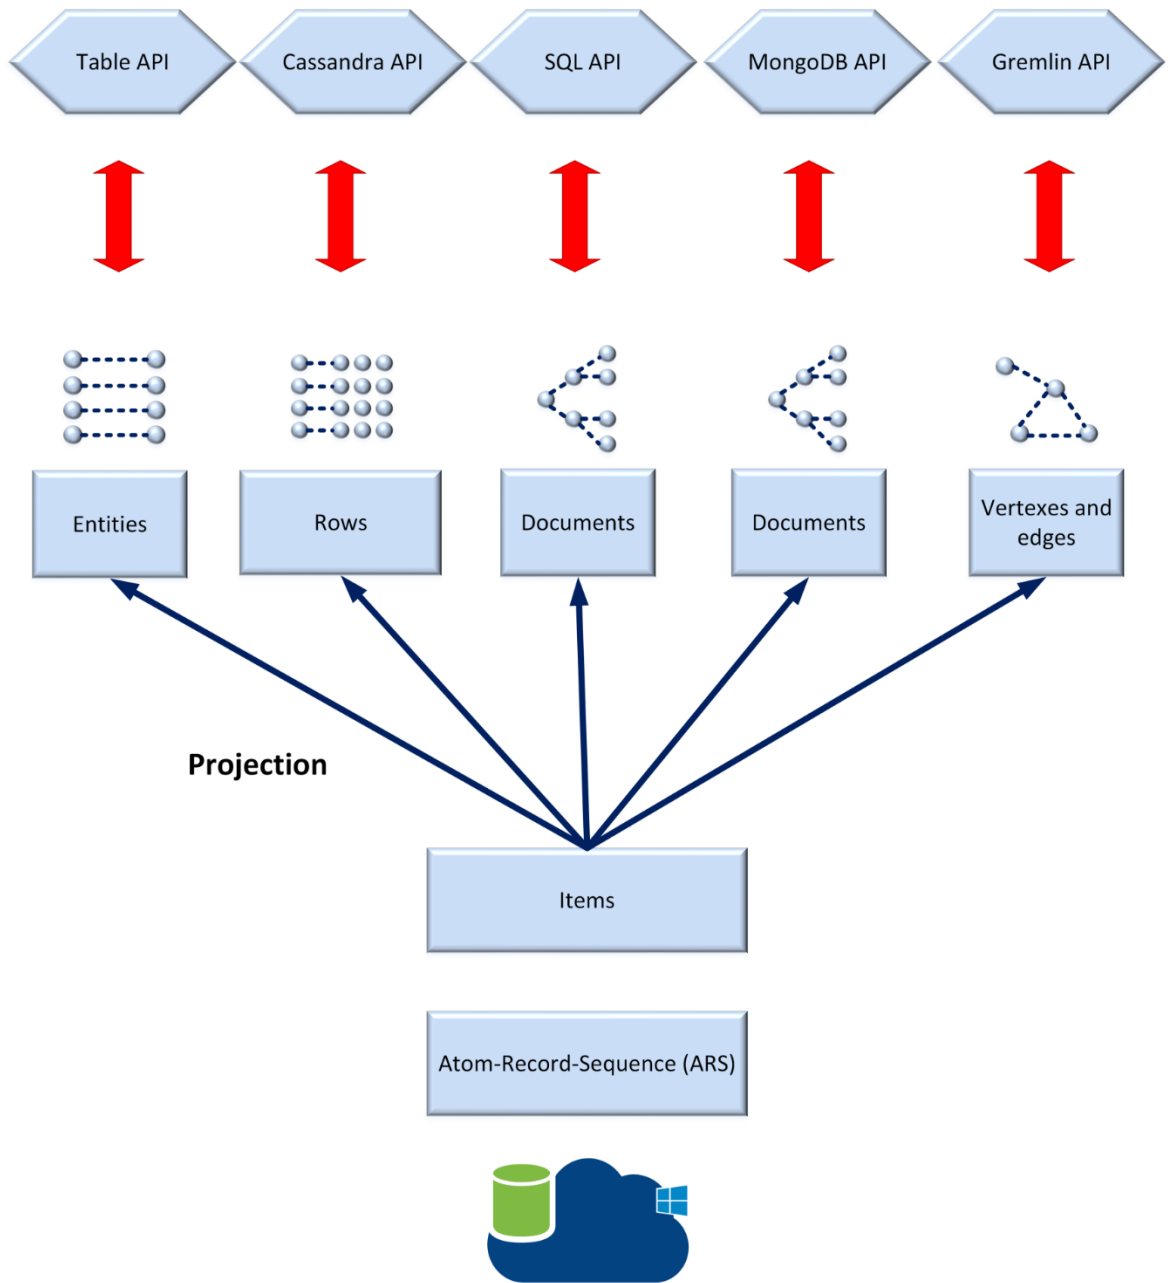 Table API
Cassandra API
SQL API
MongoDB API
Gremlin API
Entities
Rows
Documents
Documents
Vertexes and
edges
Projection
Items
Atom-Record-Sequence (ARS)